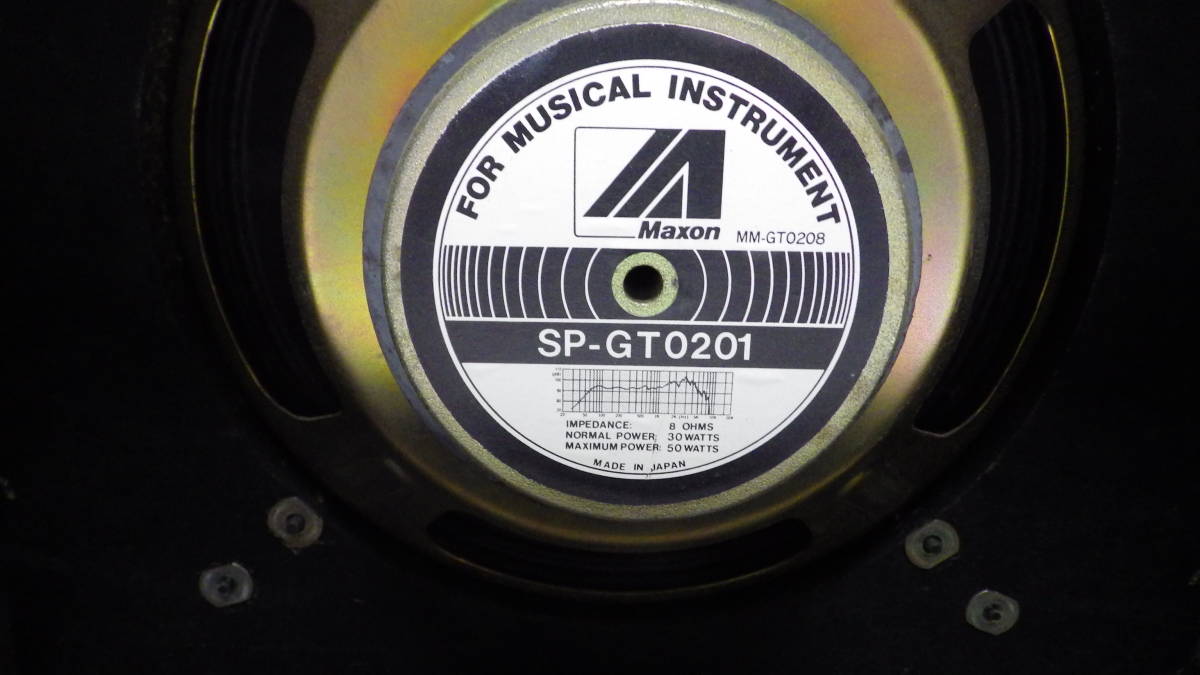 FOR MUSICAL INSTRUMENT
Maxon
MM-GT0208
SP-GT0201
IMPEDANCE: 8 OHMS
NORMAL POWER: 30 WATTS
MAXIMUM POWER: 50 WATTS
MADE IN JAPAN